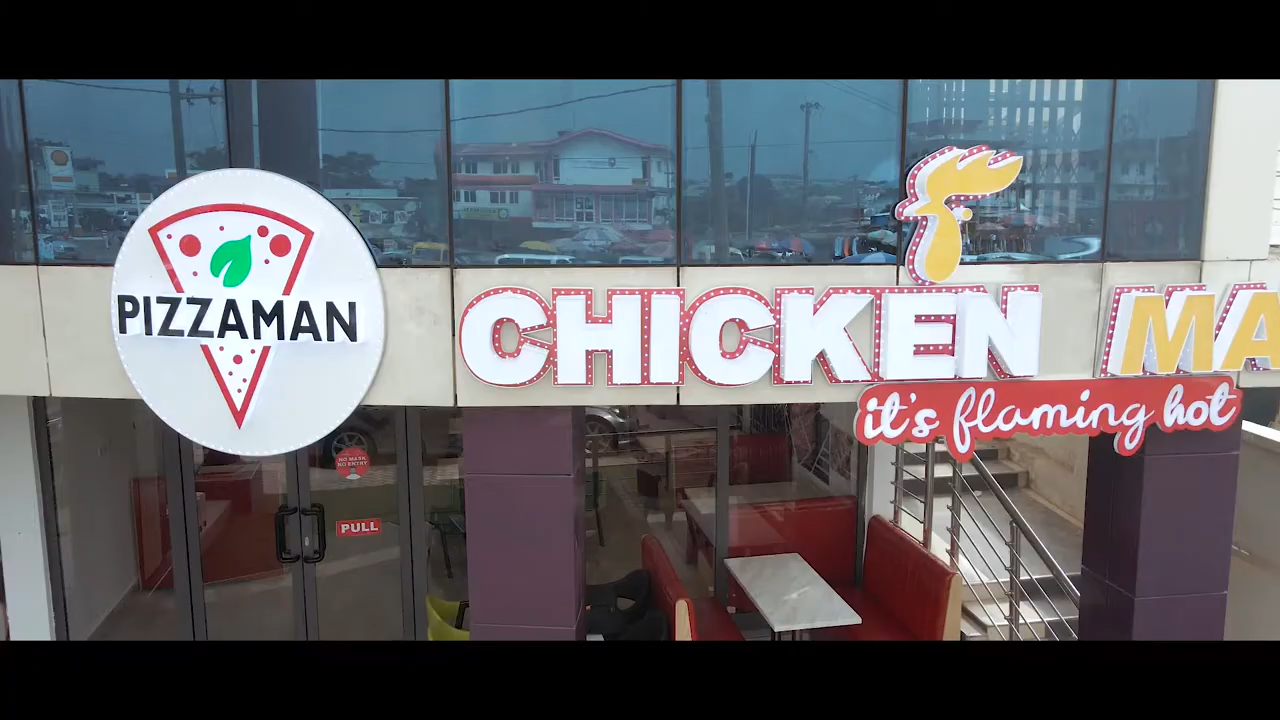 PIZZAMAN
CHICKEN MA
it's flaming hot
NO MASK
NO ENTRY
PULL